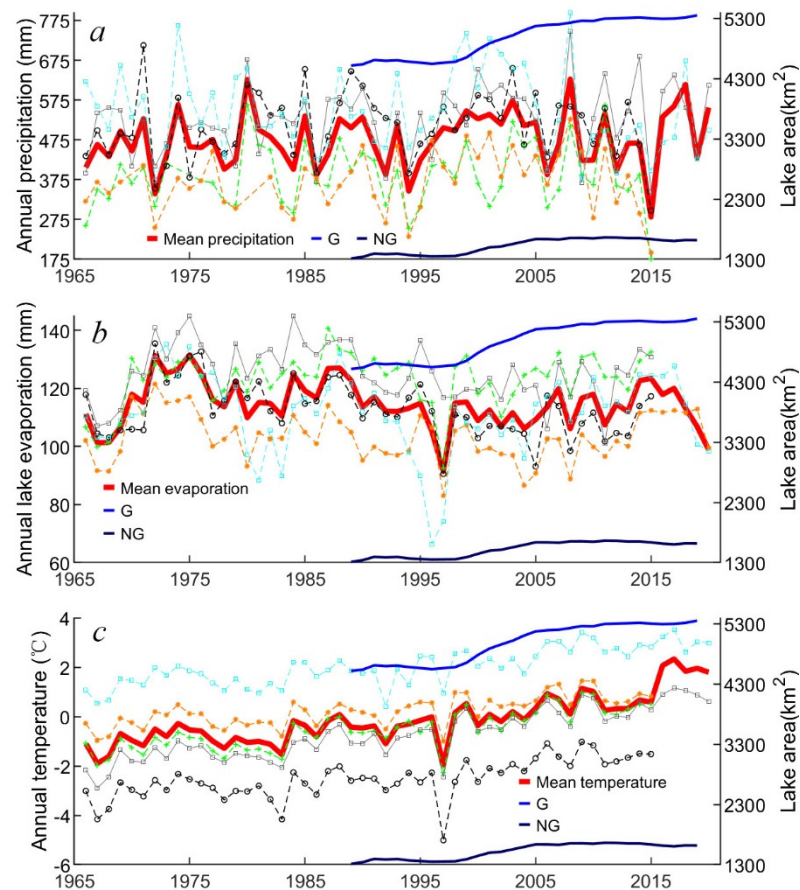 a
Annual precipitation (mm)
775
675
575
475
375
275
175
5300
4300
3300
2300
1300
Lake area(km²)
Mean precipitation G NG
1965 1975 1985 1995 2005 2015
b
Annual lake evaporation (mm)
140
120
100
80
60
5300
4300
3300
2300
1300
Lake area(km²)
Mean evaporation
G
NG
1965 1975 1985 1995 2005 2015
c
Annual temperature (℃)
4
2
0
-2
-4
-6
5300
4300
3300
2300
1300
Lake area(km²)
Mean temperature
G
NG
1965 1975 1985 1995 2005 2015